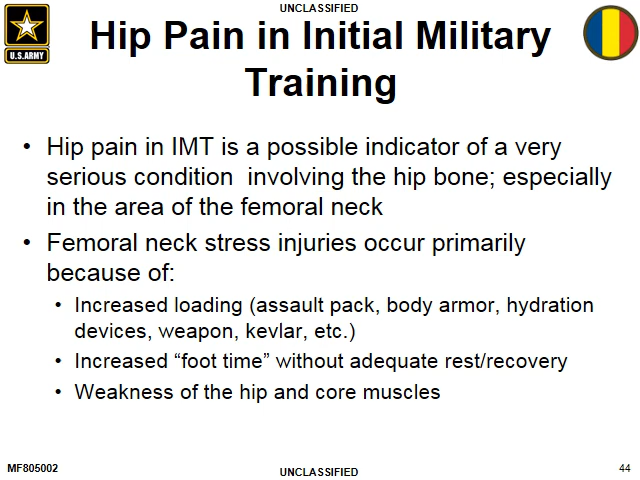 UNCLASSIFIED
Hip Pain in Initial Military
Training
U.S.ARMY
• Hip pain in IMT is a possible indicator of a very
serious condition involving the hip bone; especially
in the area of the femoral neck
• Femoral neck stress injuries occur primarily
because of:
• Increased loading (assault pack, body armor, hydration
devices, weapon, kevlar, etc.)
• Increased “foot time” without adequate rest/recovery
• Weakness of the hip and core muscles
MF805002
UNCLASSIFIED
44